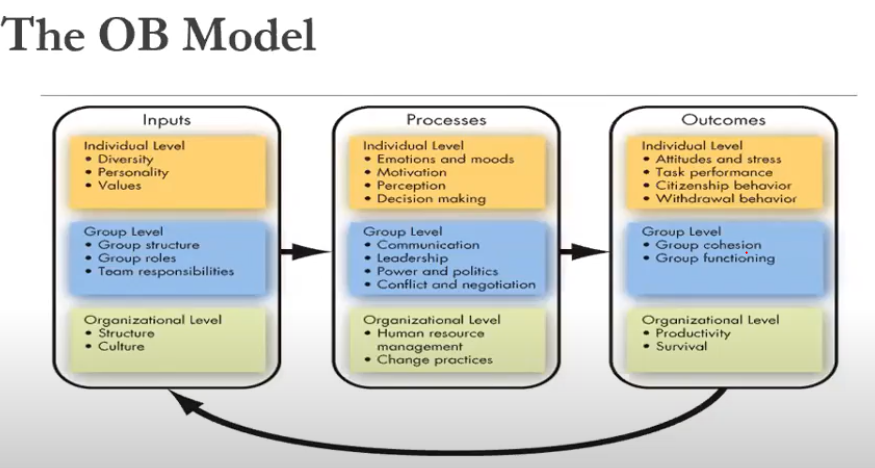 The OB Model
Inputs
Individual Level
• Diversity
• Personality
• Values
Group Level
• Group structure
• Group roles
• Team responsibilities
Organizational Level
• Structure
• Culture
Processes
Individual Level
• Emotions and moods
• Motivation
• Perception
• Decision making
Group Level
• Communication
• Leadership
• Power and politics
• Conflict and negotiation
Organizational Level
• Human resource
management
• Change practices
Outcomes
Individual Level
• Attitudes and stress
• Task performance
• Citizenship behavior
• Withdrawal behavior
Group Level
• Group cohesion
• Group functioning
Organizational Level
• Productivity
• Survival